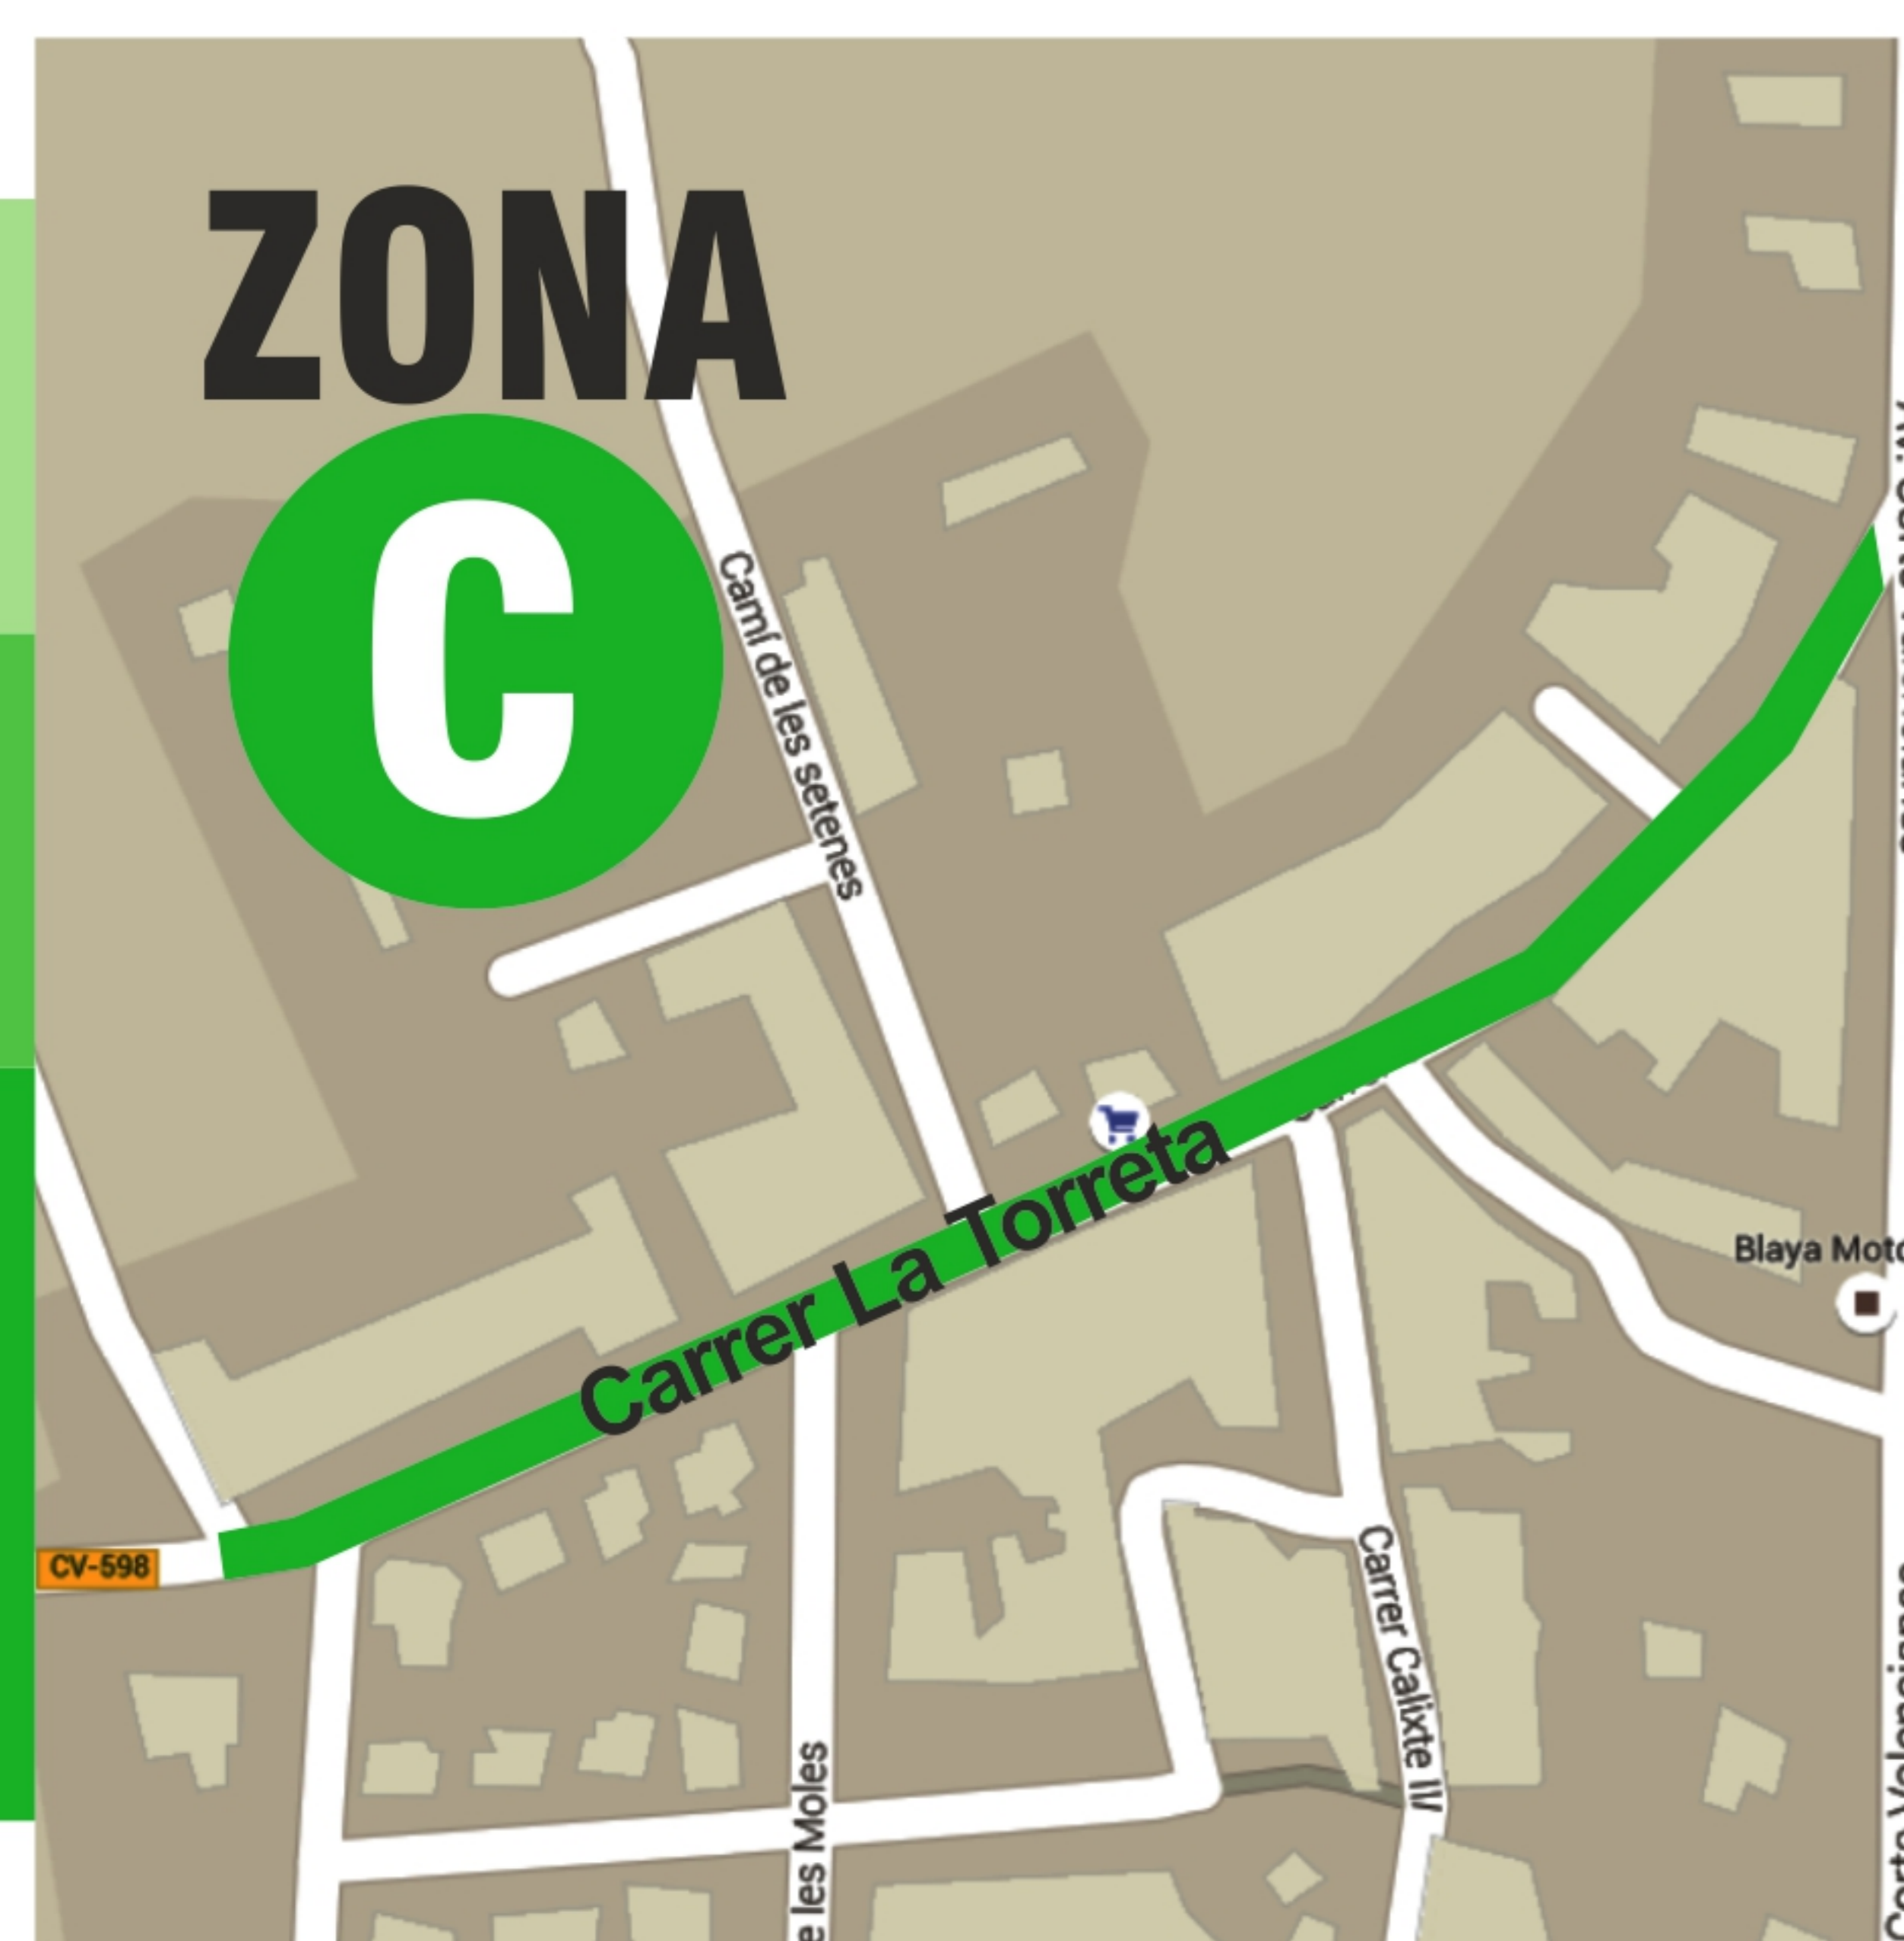 ZONA
C
Camí de les setenes
Carrer La Torreta
Blaya Moto
CV-598
Carrer Calixte III
e les Moles